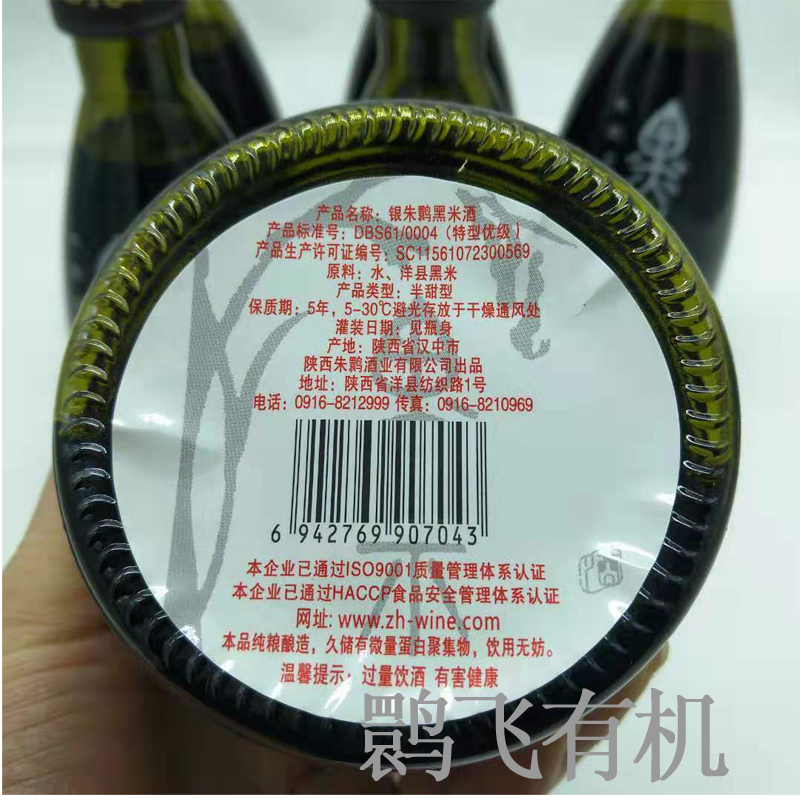 产品名称：银朱鹮黑米酒
产品标准号：DBS61/0004（特型优级）
产品生产许可证编号：SC11561072300569
原料：水、洋县黑米
产品类型：半甜型
保质期：5年，5-30℃避光存放于干燥通风处
灌装日期：见瓶身
产地：陕西省汉中市
陕西朱鹮酒业有限公司出品
地址：陕西省洋县纺织路1号
电话：0916-8212999 传真：0916-8210969
6 942769 907043
本企业已通过ISO9001质量管理体系认证
本企业已通过HACCP食品安全管理体系认证
网址：www.zh-wine.com
本品纯粮酿造，久储有微量蛋白聚集物，饮用无妨。
温馨提示：过量饮酒 有害健康
鹮飞有机